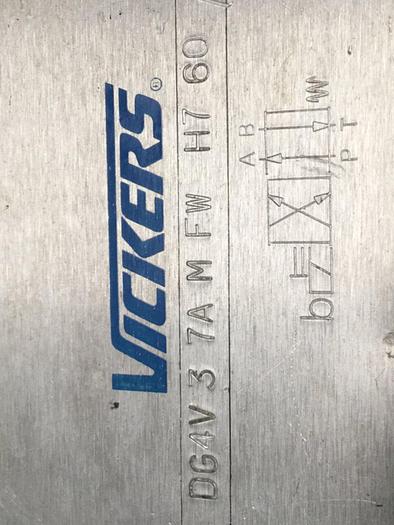 VICKERS®
DG4V 3 7A M FW H7 60
A B
b
P T